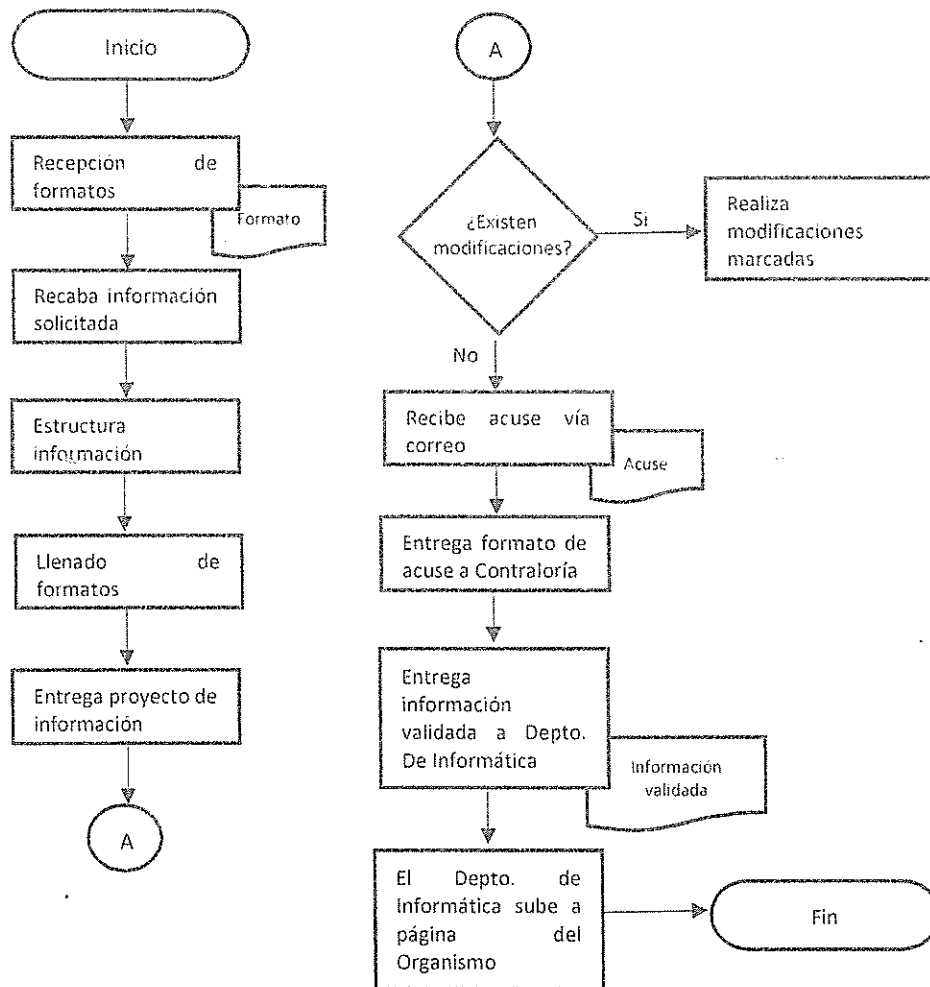 Inicio
Recepción de
formatos
Formato
Recaba información
solicitada
Estructura
información
Llenado de
formatos
Entrega proyecto de
información
A
A
¿Existen
modificaciones?
Si
Realiza
modificaciones
marcadas
No
Recibe acuse vía
correo
Acuse
Entrega formato de
acuse a Contraloría
Entrega
información
validada a Depto.
De Informática
Información
validada
El Depto. de
Informática sube a
página del
Organismo
Fin